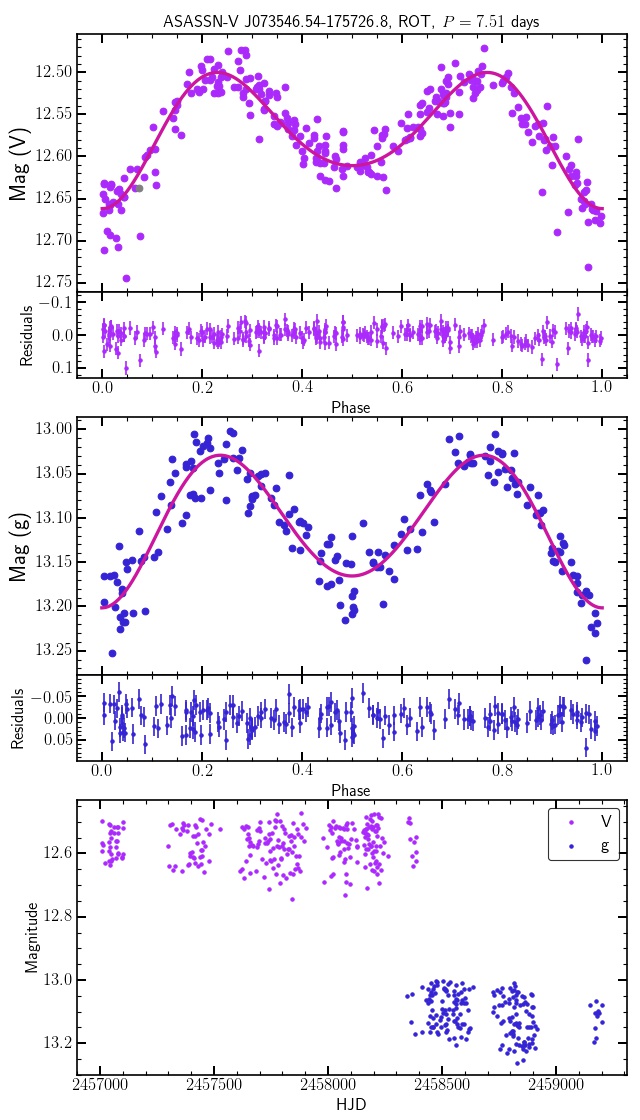 ASASSN-V J073546.54-175726.8, ROT, P = 7.51 days
Mag (V)
12.50
12.55
12.60
12.65
12.70
12.75
Residuals
−0.1
0.0
0.1
0.0 0.2 0.4 0.6 0.8 1.0
Phase
Mag (g)
13.00
13.05
13.10
13.15
13.20
13.25
Residuals
−0.05
0.00
0.05
0.0 0.2 0.4 0.6 0.8 1.0
Phase
V
g
Magnitude
12.6
12.8
13.0
13.2
2457000 2457500 2458000 2458500 2459000
HJD